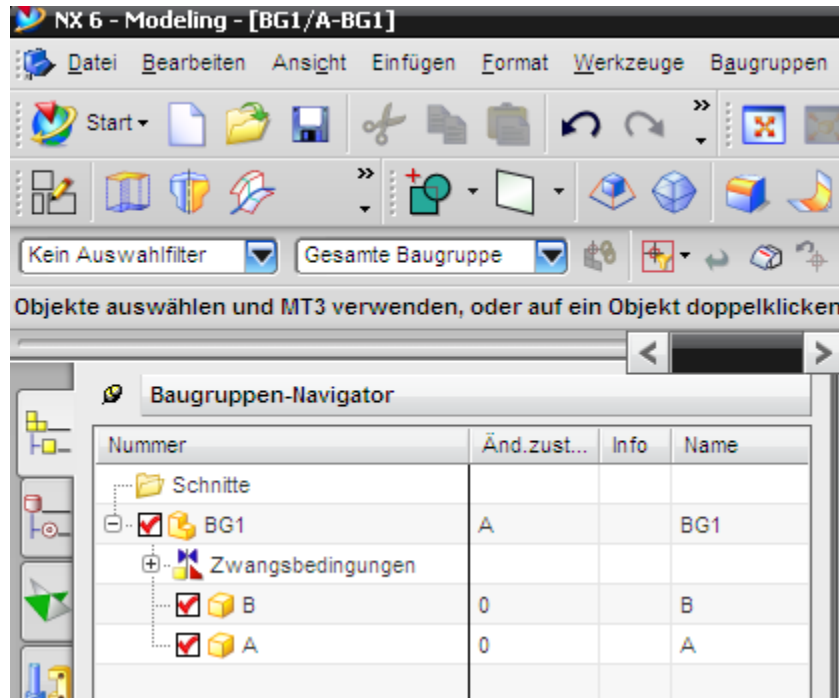 NX 6 - Modeling - [BG1/A-BG1]
Datei Bearbeiten Ansicht Einfügen Format Werkzeuge Baugruppen
Start
Kein Auswahlfilter Gesamte Baugruppe
Objekte auswählen und MT3 verwenden, oder auf ein Objekt doppelklicken
Baugruppen-Navigator
Nummer Änd.zust... Info Name
Schnitte
BG1 A BG1
Zwangsbedingungen
B 0 B
A 0 A